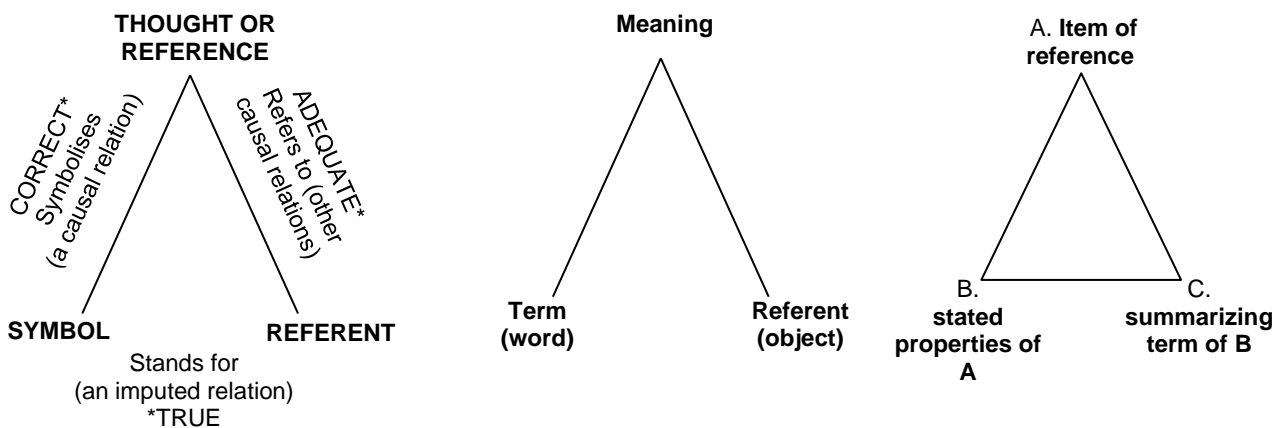 THOUGHT OR
REFERENCE
CORRECT*
Symbolises
(a causal relation)
ADEQUATE*
Refers to (other
causal relations)
SYMBOL
REFERENT
Stands for
(an imputed relation)
*TRUE
Meaning
Term
(word)
Referent
(object)
A. Item of
reference
B.
stated
properties of
A
C.
summarizing
term of B